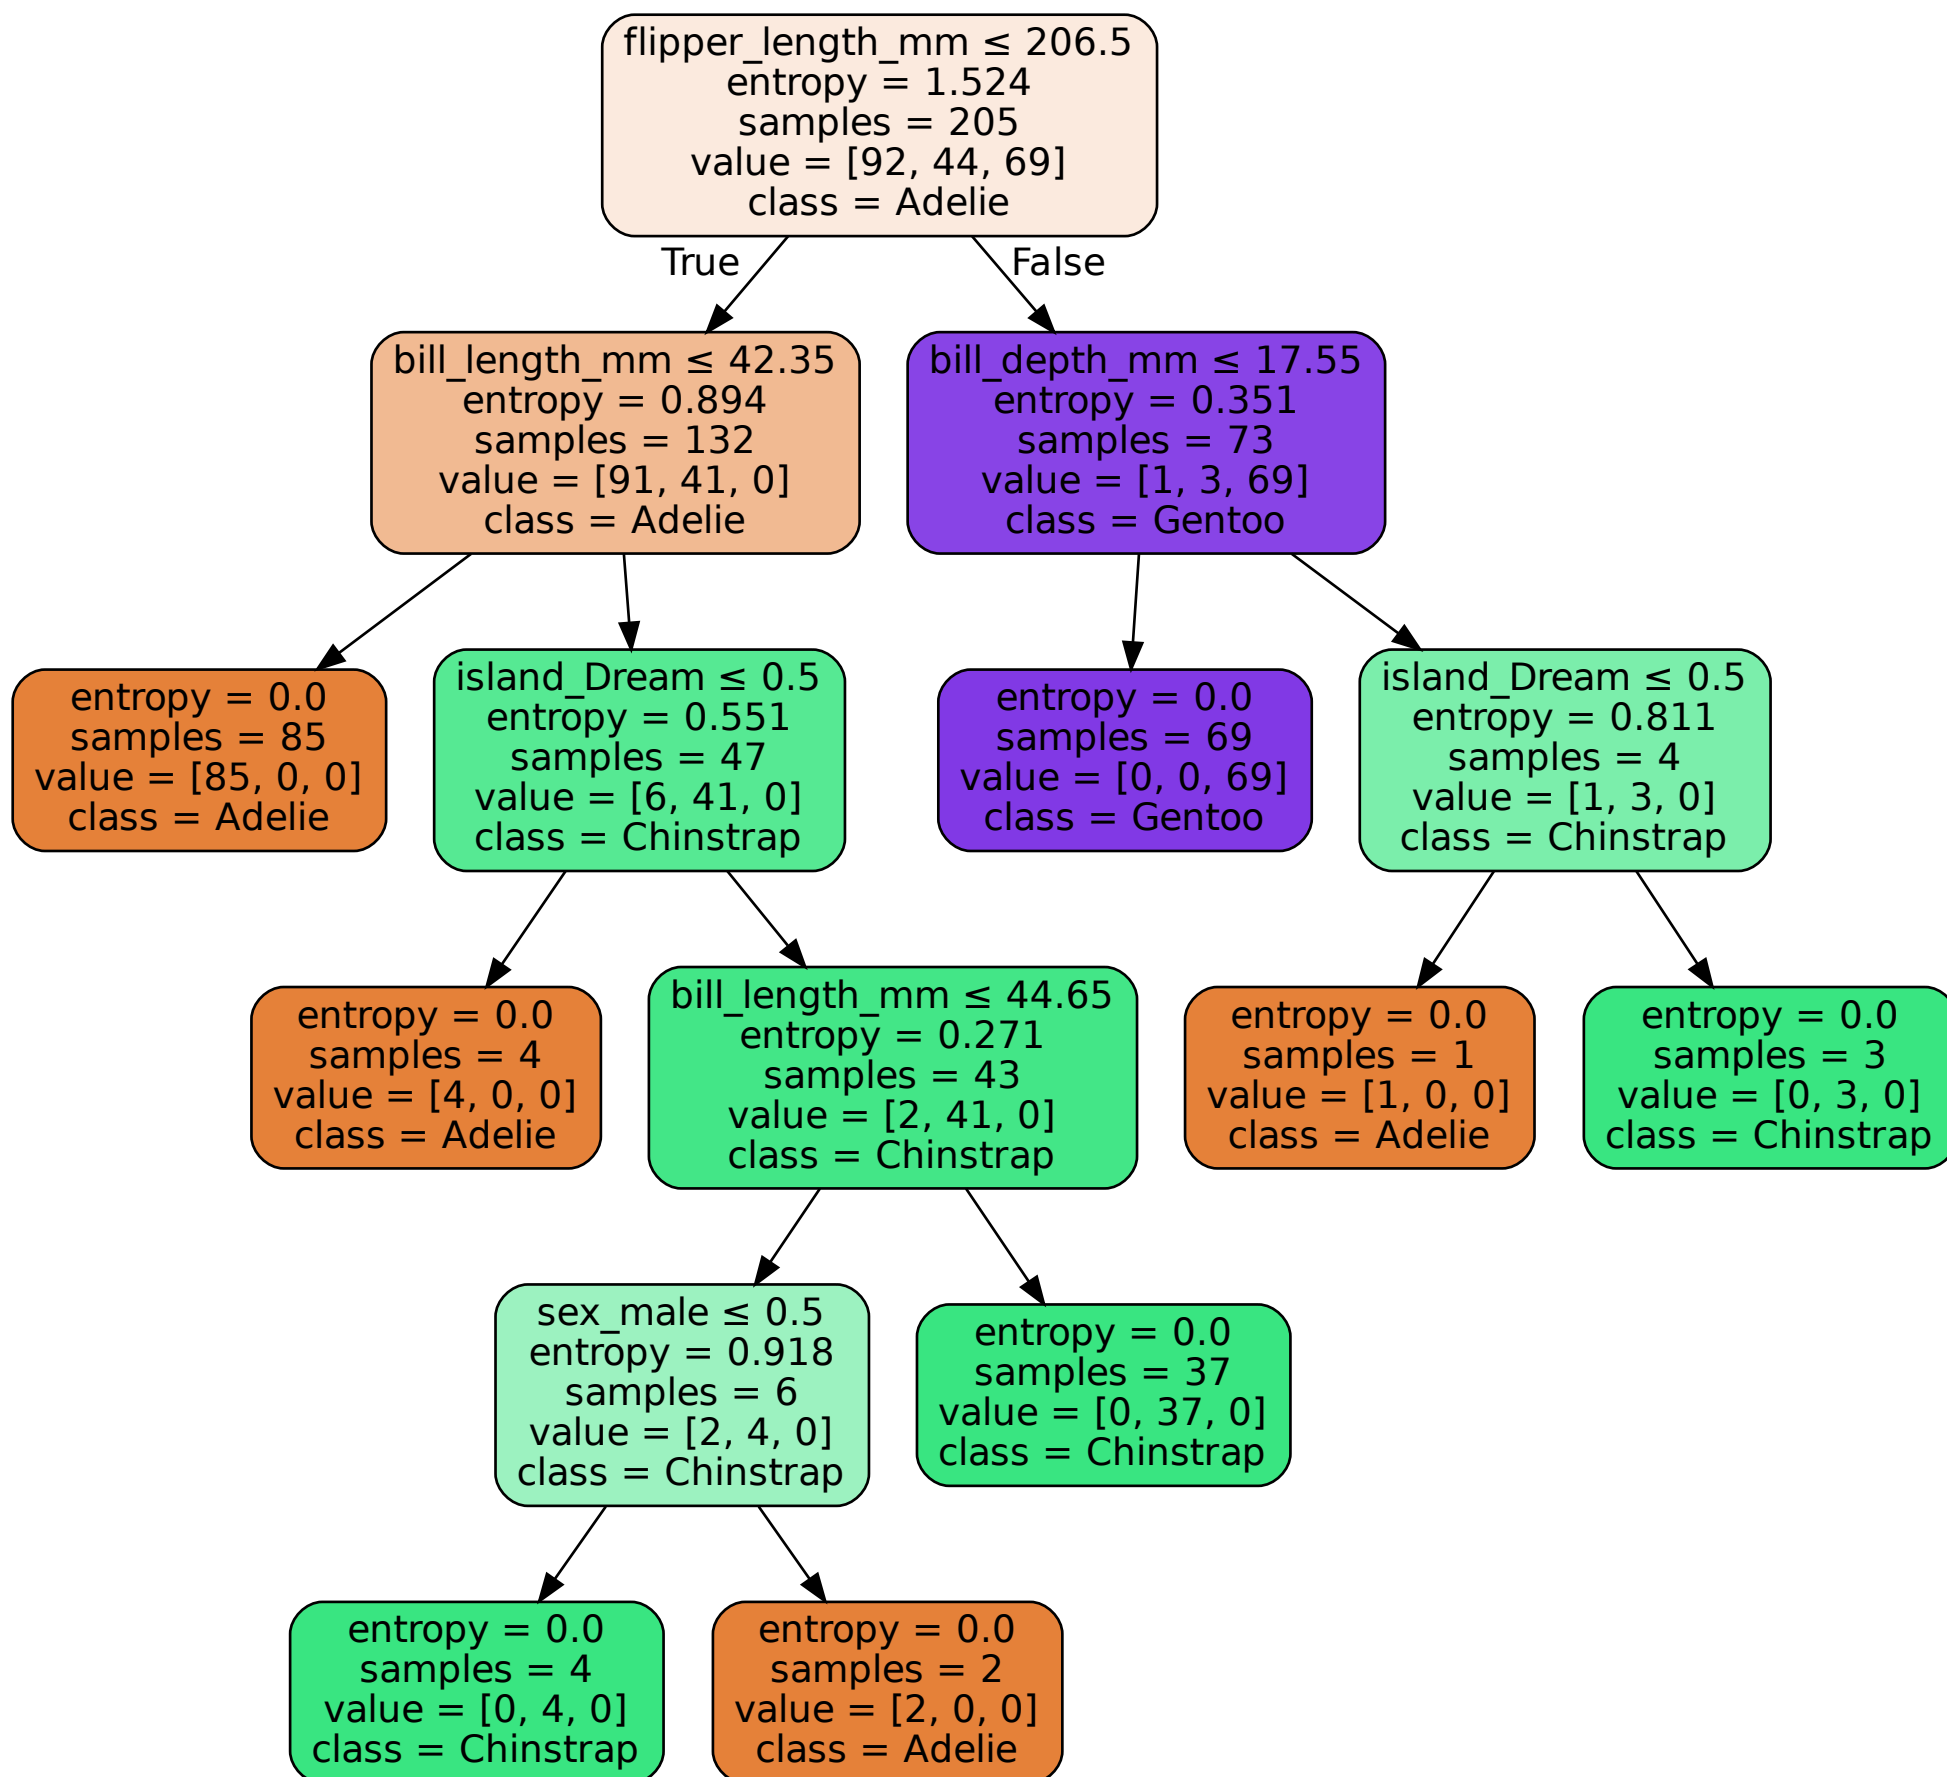 flipper_length_mm ≤ 206.5
entropy = 1.524
samples = 205
value = [92, 44, 69]
class = Adelie
True
False
bill_length_mm ≤ 42.35
entropy = 0.894
samples = 132
value = [91, 41, 0]
class = Adelie
bill_depth_mm ≤ 17.55
entropy = 0.351
samples = 73
value = [1, 3, 69]
class = Gentoo
entropy = 0.0
samples = 85
value = [85, 0, 0]
class = Adelie
island_Dream ≤ 0.5
entropy = 0.551
samples = 47
value = [6, 41, 0]
class = Chinstrap
entropy = 0.0
samples = 69
value = [0, 0, 69]
class = Gentoo
island_Dream ≤ 0.5
entropy = 0.811
samples = 4
value = [1, 3, 0]
class = Chinstrap
entropy = 0.0
samples = 4
value = [4, 0, 0]
class = Adelie
bill_length_mm ≤ 44.65
entropy = 0.271
samples = 43
value = [2, 41, 0]
class = Chinstrap
entropy = 0.0
samples = 1
value = [1, 0, 0]
class = Adelie
entropy = 0.0
samples = 3
value = [0, 3, 0]
class = Chinstrap
sex_male ≤ 0.5
entropy = 0.918
samples = 6
value = [2, 4, 0]
class = Chinstrap
entropy = 0.0
samples = 37
value = [0, 37, 0]
class = Chinstrap
entropy = 0.0
samples = 4
value = [0, 4, 0]
class = Chinstrap
entropy = 0.0
samples = 2
value = [2, 0, 0]
class = Adelie